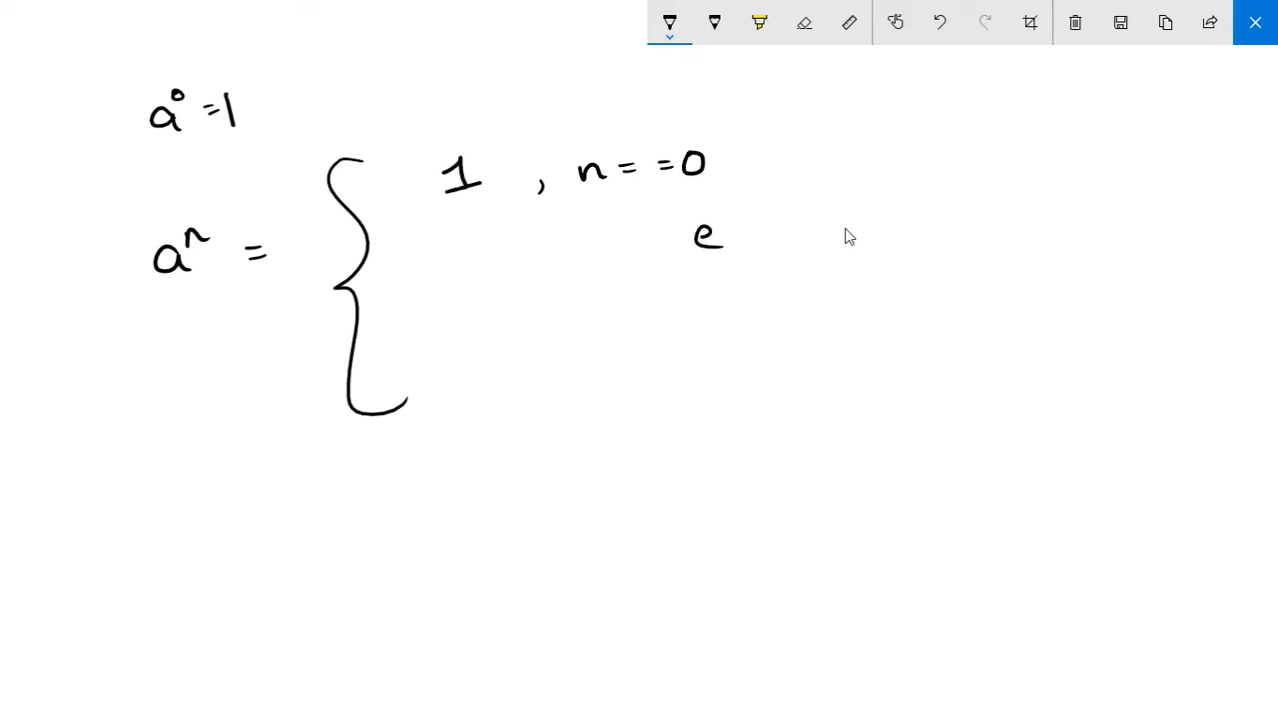 a⁰ =1
1 , n = =0
aⁿ = {
e